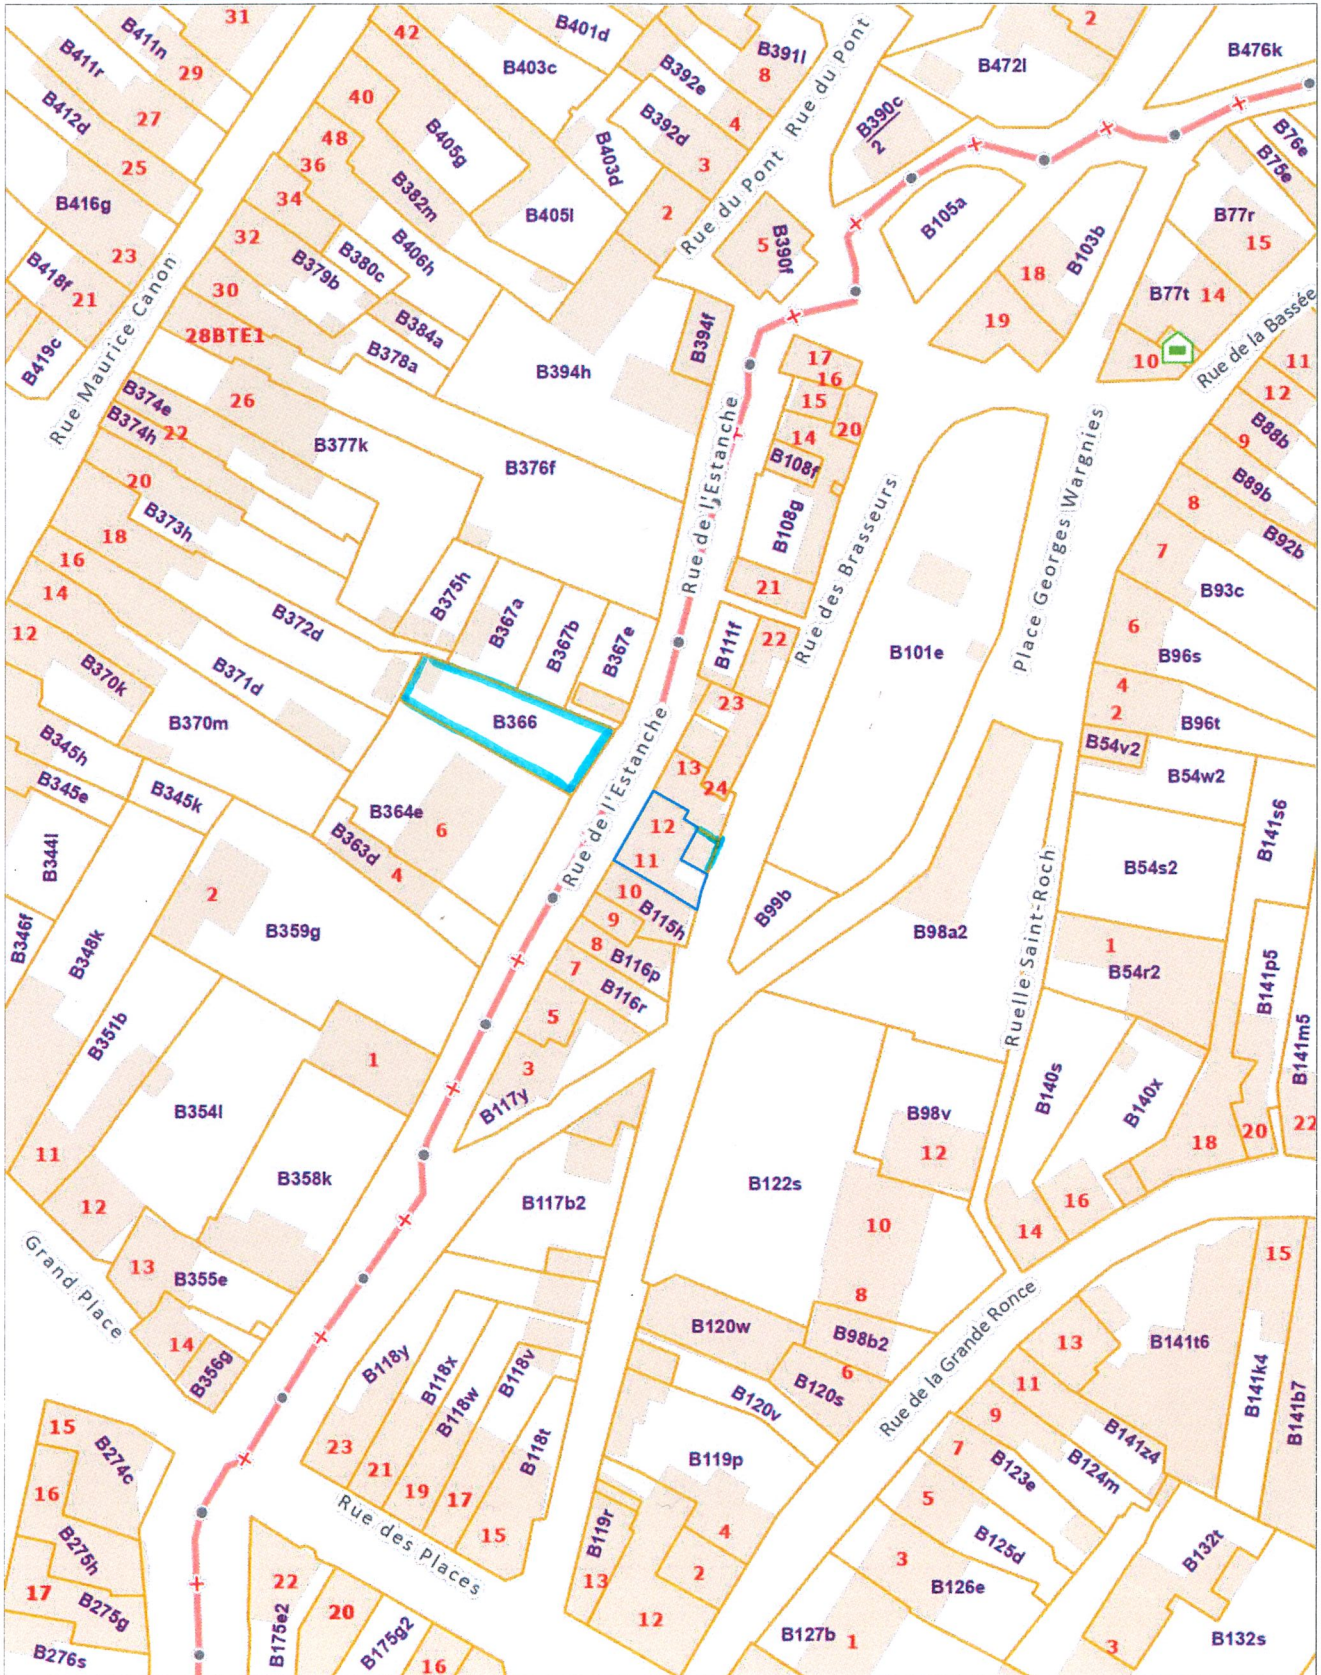 31
42
B401d
B391l
8
2
B476k
B411n
29
B411r
B403c
B392e
Rue du Pont
B472l
27
40
4
B390c
2
B412d
B405g
B392d
B76e
25
48
B403d
3
Rue du Pont
B75e
36
B382m
B416g
34
B405l
2
B105a
B77r
15
23
32
B406h
5
B390f
B103b
B418f
B380c
18
21
B379b
B77t
14
30
B384a
B394f
19
Rue de la Bassée
B419c
28BTE1
B378a
17
10
11
Rue Maurice Canon
B394h
16
12
B374e
26
15
B88b
B374h
22
20
9
B377k
14
B376f
B108f
B89b
20
Rue de l'Estanche
B108g
8
B92b
B373h
18
7
16
21
B93c
14
B375h
B367a
Rue des Brasseurs
Place Georges Wargnies
B372d
B367b
6
12
B367e
B111f
22
B101e
B96s
B370k
B371d
4
23
2
B370m
B366
B96t
B345h
B54v2
13
B54w2
B345e
B345k
24
B364e
6
12
B141s6
B363d
Rue de l'Estanche
B344l
4
11
B54s2
2
10
B99b
B115h
B346f
B348k
B359g
9
B98a2
8
B116p
1
B54r2
7
B116r
B141p5
Ruelle Saint-Roch
5
B351b
1
3
B141m5
B140s
B354l
B117y
B98v
B140x
11
12
18
20
22
B358k
B122s
12
B117b2
16
10
14
13
15
Grand Place
B355e
8
14
B120w
B98b2
13
B141t6
B356g
B118y
B118x
B118v
6
B120s
Rue de la Grande Ronce
11
B141k4
B118w
B120v
9
B141b7
15
23
7
B141z4
B274c
21
B118t
B119p
B123e
B124m
16
19
17
5
Rue des Places
15
B119r
4
B125d
B275h
3
B132t
22
13
2
17
20
12
B126e
B275g
B175e2
B175g2
B127b
1
3
B132s
B276s
16